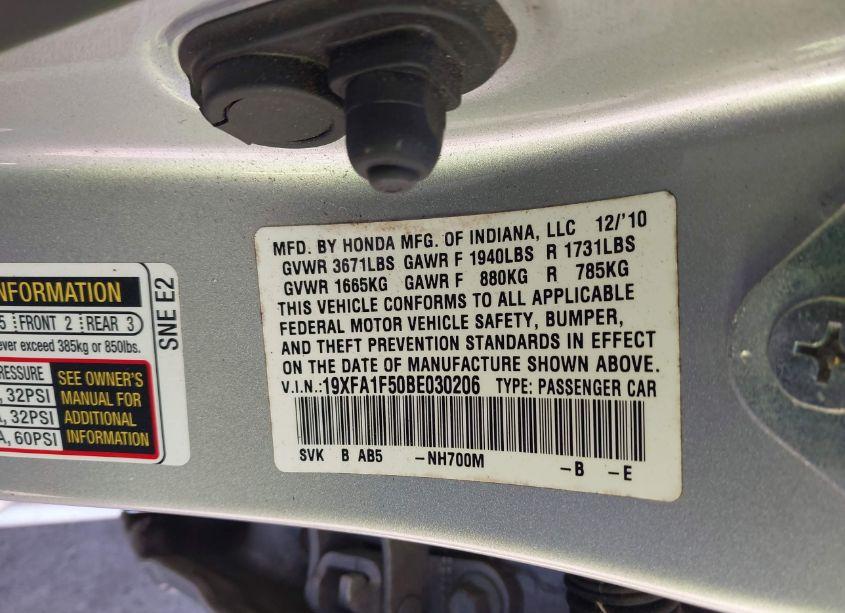 MFD. BY HONDA MFG. OF INDIANA, LLC 12/'10
GVWR 3671LBS GAWR F 1940LBS R 1731LBS
GVWR 1665KG GAWR F 880KG R 785KG
THIS VEHICLE CONFORMS TO ALL APPLICABLE
FEDERAL MOTOR VEHICLE SAFETY, BUMPER,
AND THEFT PREVENTION STANDARDS IN EFFECT
ON THE DATE OF MANUFACTURE SHOWN ABOVE.
V.I.N.:19XFA1F50BE030206 TYPE: PASSENGER CAR
SVK B AB5 -NH700M -B -E
INFORMATION
5 FRONT 2 REAR 3
exceed 385kg or 850lbs.
SNE E2
32PSI
32PSI
60PSI
SEE OWNER'S
MANUAL FOR
ADDITIONAL
INFORMATION